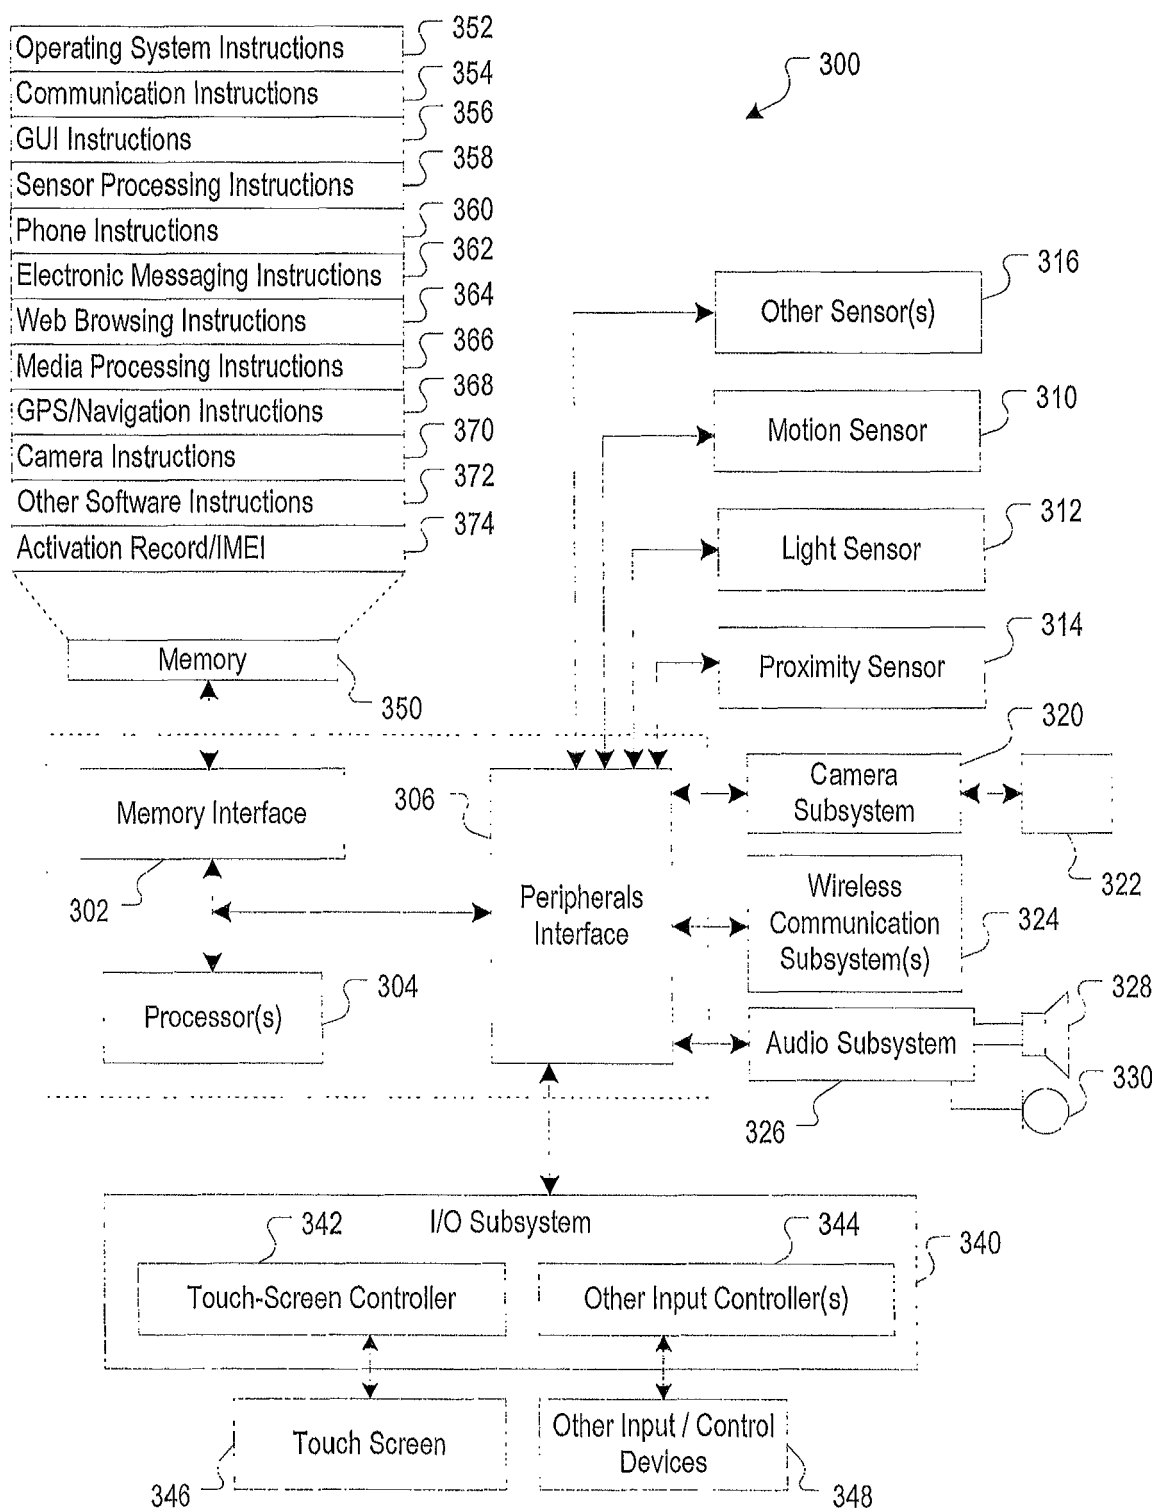 352
Operating System Instructions
354
Communication Instructions
356
GUI Instructions
358
Sensor Processing Instructions
360
Phone Instructions
362
Electronic Messaging Instructions
364
Web Browsing Instructions
366
Media Processing Instructions
368
GPS/Navigation Instructions
370
Camera Instructions
372
Other Software Instructions
374
Activation Record/IMEI
Memory
350
300
316
Other Sensor(s)
310
Motion Sensor
312
Light Sensor
314
Proximity Sensor
320
Camera
Subsystem
322
306
Memory Interface
302
Peripherals
Interface
Wireless
Communication
Subsystem(s)
324
304
Processor(s)
328
Audio Subsystem
330
326
I/O Subsystem
342
344
340
Touch-Screen Controller
Other Input Controller(s)
Touch Screen
346
Other Input / Control
Devices
348